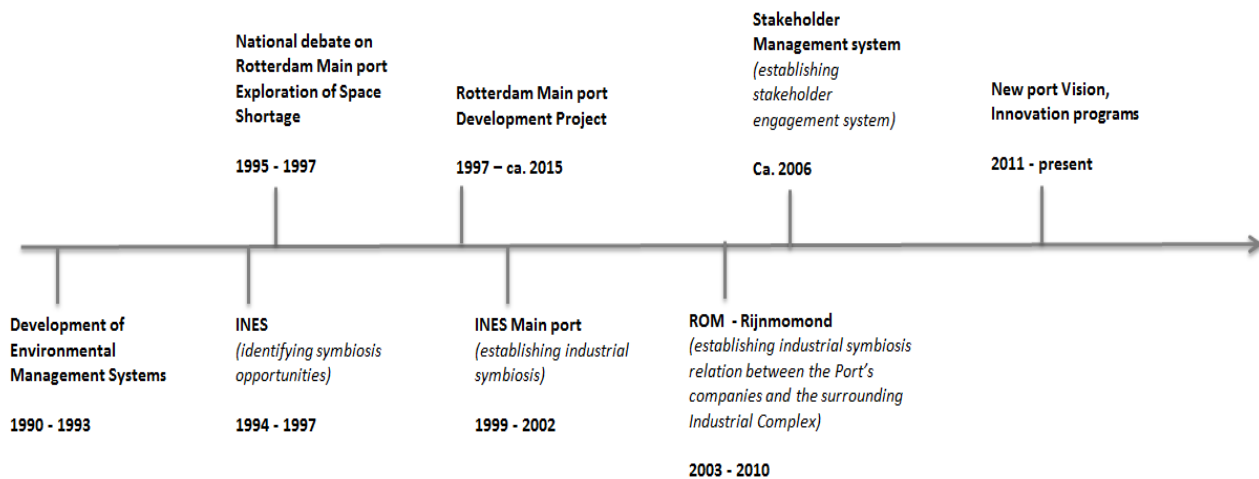 National debate on
Rotterdam Main port
Exploration of Space
Shortage
1995 - 1997
Rotterdam Main port
Development Project
1997 – ca. 2015
Stakeholder
Management system
(establishing
stakeholder
engagement system)
Ca. 2006
New port Vision,
Innovation programs
2011 - present
Development of
Environmental
Management Systems
1990 - 1993
INES
(identifying symbiosis
opportunities)
1994 - 1997
INES Main port
(establishing industrial
symbiosis)
1999 - 2002
ROM - Rijnmomond
(establishing industrial symbiosis
relation between the Port's
companies and the surrounding
Industrial Complex)
2003 - 2010